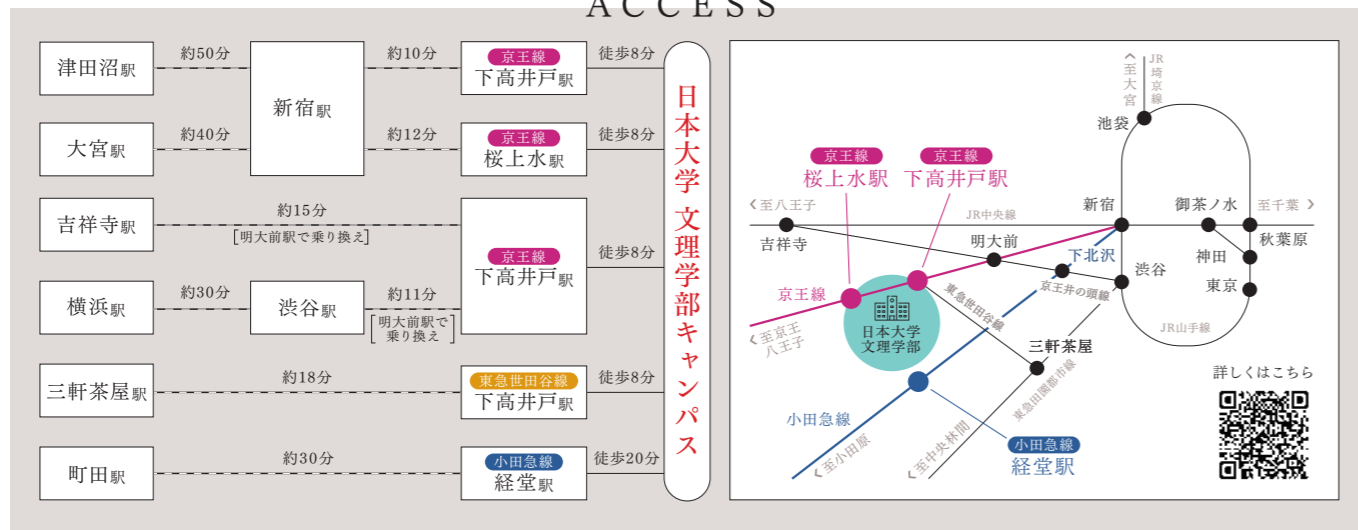 ACCESS
津田沼駅
約50分
新宿駅
約10分
京王線
下高井戸駅
徒歩8分
大宮駅
約40分
約12分
京王線
桜上水駅
徒歩8分
吉祥寺駅
約15分
[明大前駅で乗り換え]
京王線
下高井戸駅
徒歩8分
横浜駅
約30分
渋谷駅
約11分
[明大前駅で
乗り換え]
三軒茶屋駅
約18分
東急世田谷線
下高井戸駅
徒歩8分
町田駅
約30分
小田急線
経堂駅
徒歩20分
日本大学 文理学部キャンパス
至大宮
JR埼京線
池袋
京王線
桜上水駅
京王線
下高井戸駅
至八王子
JR中央線
新宿
御茶ノ水
至千葉
吉祥寺
明大前
下北沢
渋谷
神田
秋葉原
東京
京王線
京王井の頭線
東急世田谷線
至京王
八王子
日本大学
文理学部
JR山手線
三軒茶屋
東急田園都市線
小田急線
至小田原
至中央林間
小田急線
経堂駅
詳しくはこちら